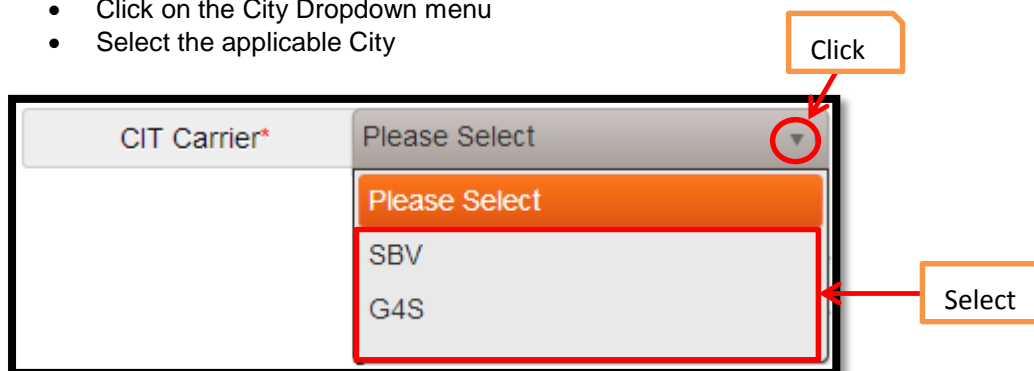 • Click on the City Dropdown menu
• Select the applicable City
Click
CIT Carrier* Please Select
Please Select
SBV
G4S
Select